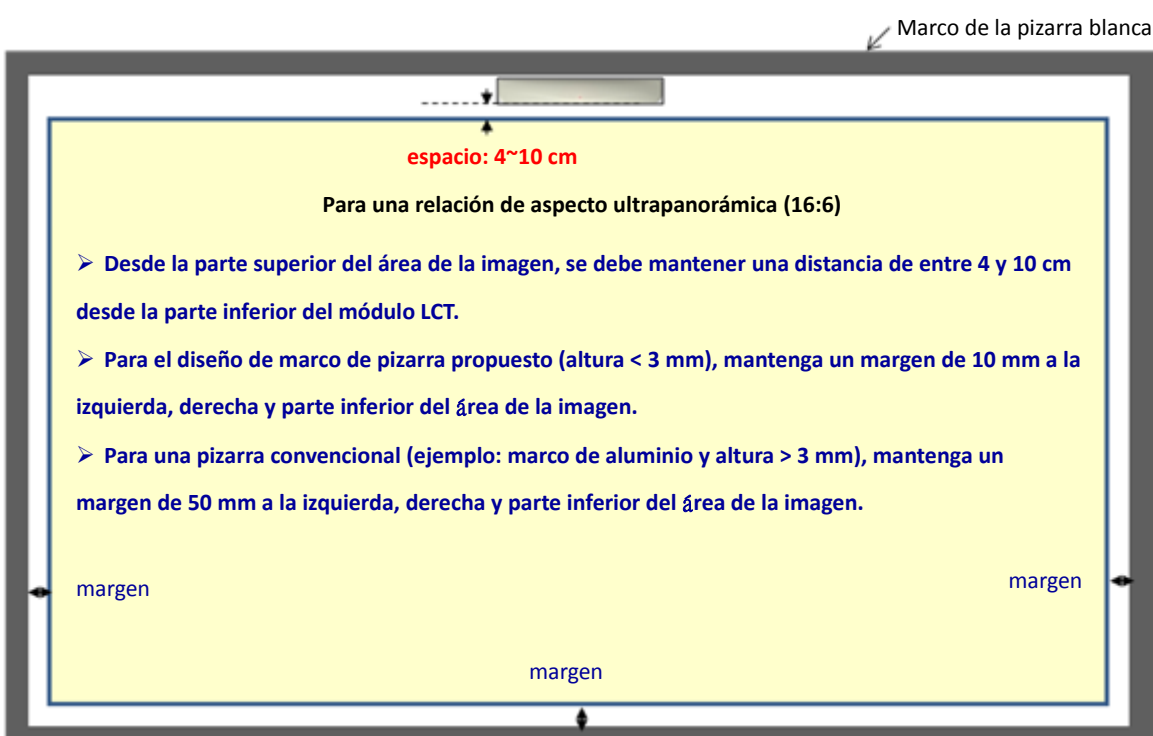 Marco de la pizarra blanca
espacio: 4~10 cm
Para una relación de aspecto ultrapanorámica (16:6)
➢ Desde la parte superior del área de la imagen, se debe mantener una distancia de entre 4 y 10 cm
desde la parte inferior del módulo LCT.
➢ Para el diseño de marco de pizarra propuesto (altura < 3 mm), mantenga un margen de 10 mm a la
izquierda, derecha y parte inferior del área de la imagen.
➢ Para una pizarra convencional (ejemplo: marco de aluminio y altura > 3 mm), mantenga un
margen de 50 mm a la izquierda, derecha y parte inferior del área de la imagen.
margen
margen
margen